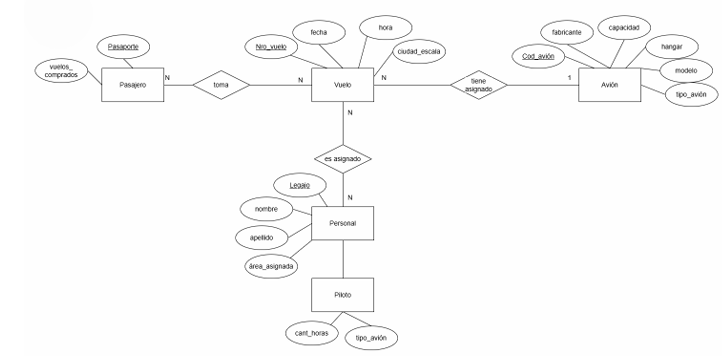 fabricante
capacidad
hora
fecha
Pasaporte
Nro_vuelo
hangar
ciudad_escala
Cod_avión
vuelos_
comprados
modelo
N
N
N
1
Pasajero
toma
Vuelo
tiene
asignado
Avión
tipo_avión
N
es asignado
Legajo
N
nombre
Personal
apellido
área_asignada
Piloto
cant_horas
tipo_avión